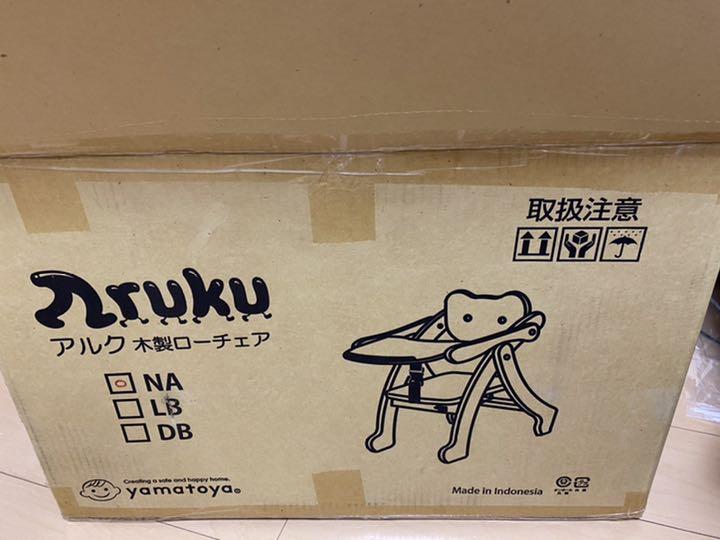 取扱注意
Aruku
アルク 木製ローチェア
NA
LB
DB
Creating a safe and happy home.
yamatoya®
Made in Indonesia